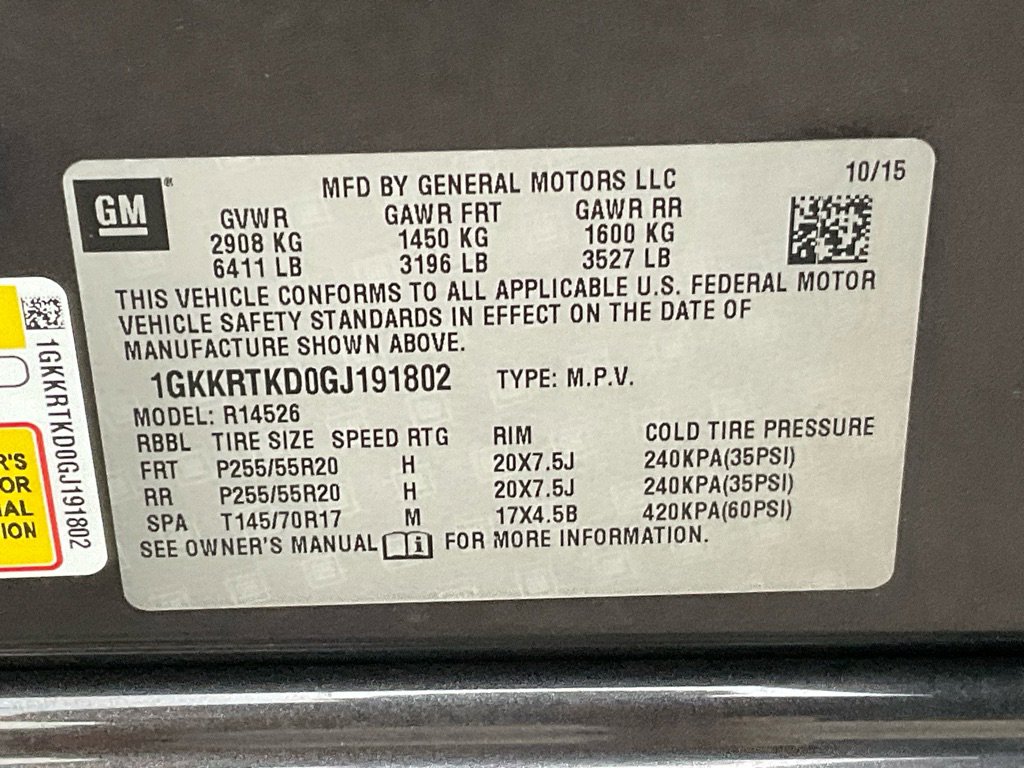 GM
MFD BY GENERAL MOTORS LLC 10/15
GVWR GAWR FRT GAWR RR
2908 KG 1450 KG 1600 KG
6411 LB 3196 LB 3527 LB
THIS VEHICLE CONFORMS TO ALL APPLICABLE U.S. FEDERAL MOTOR
VEHICLE SAFETY STANDARDS IN EFFECT ON THE DATE OF
MANUFACTURE SHOWN ABOVE.
1GKKRTKD0GJ191802 TYPE: M.P.V.
MODEL: R14526
RBBL TIRE SIZE SPEED RTG RIM COLD TIRE PRESSURE
FRT P255/55R20 H 20X7.5J 240KPA(35PSI)
RR P255/55R20 H 20X7.5J 240KPA(35PSI)
SPA T145/70R17 M 17X4.5B 420KPA(60PSI)
SEE OWNER'S MANUAL i FOR MORE INFORMATION.
1GKKRTKD0GJ191802
R'S
OR
IAL
ION